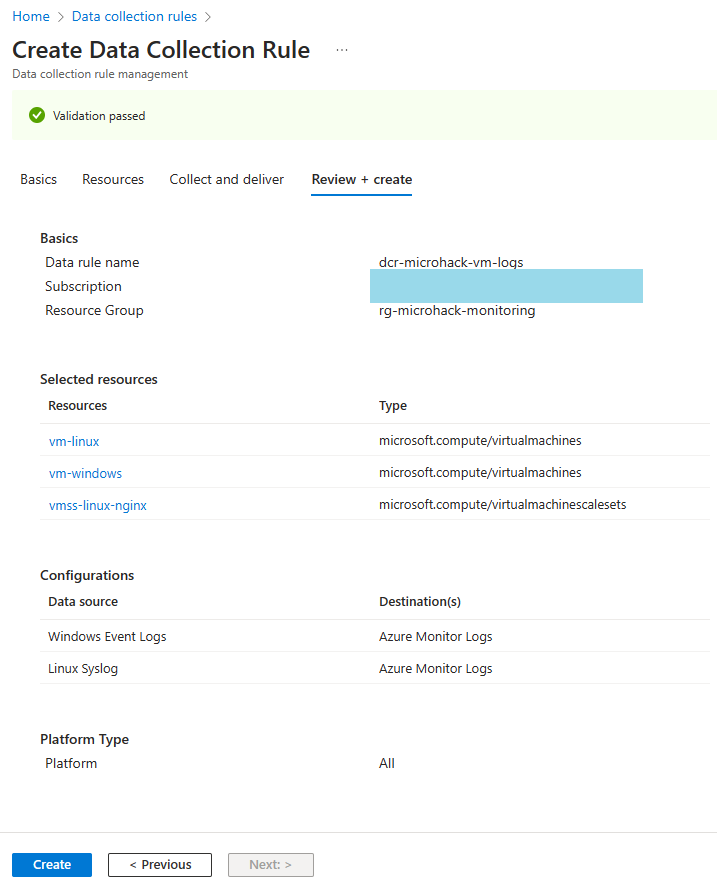 Home > Data collection rules >
Create Data Collection Rule ...
Data collection rule management
Validation passed
Basics Resources Collect and deliver Review + create
Basics
Data rule name dcr-microhack-vm-logs
Subscription
Resource Group rg-microhack-monitoring
Selected resources
Resources Type
vm-linux microsoft.compute/virtualmachines
vm-windows microsoft.compute/virtualmachines
vmss-linux-nginx microsoft.compute/virtualmachinescalesets
Configurations
Data source Destination(s)
Windows Event Logs Azure Monitor Logs
Linux Syslog Azure Monitor Logs
Platform Type
Platform All
Create < Previous Next: >